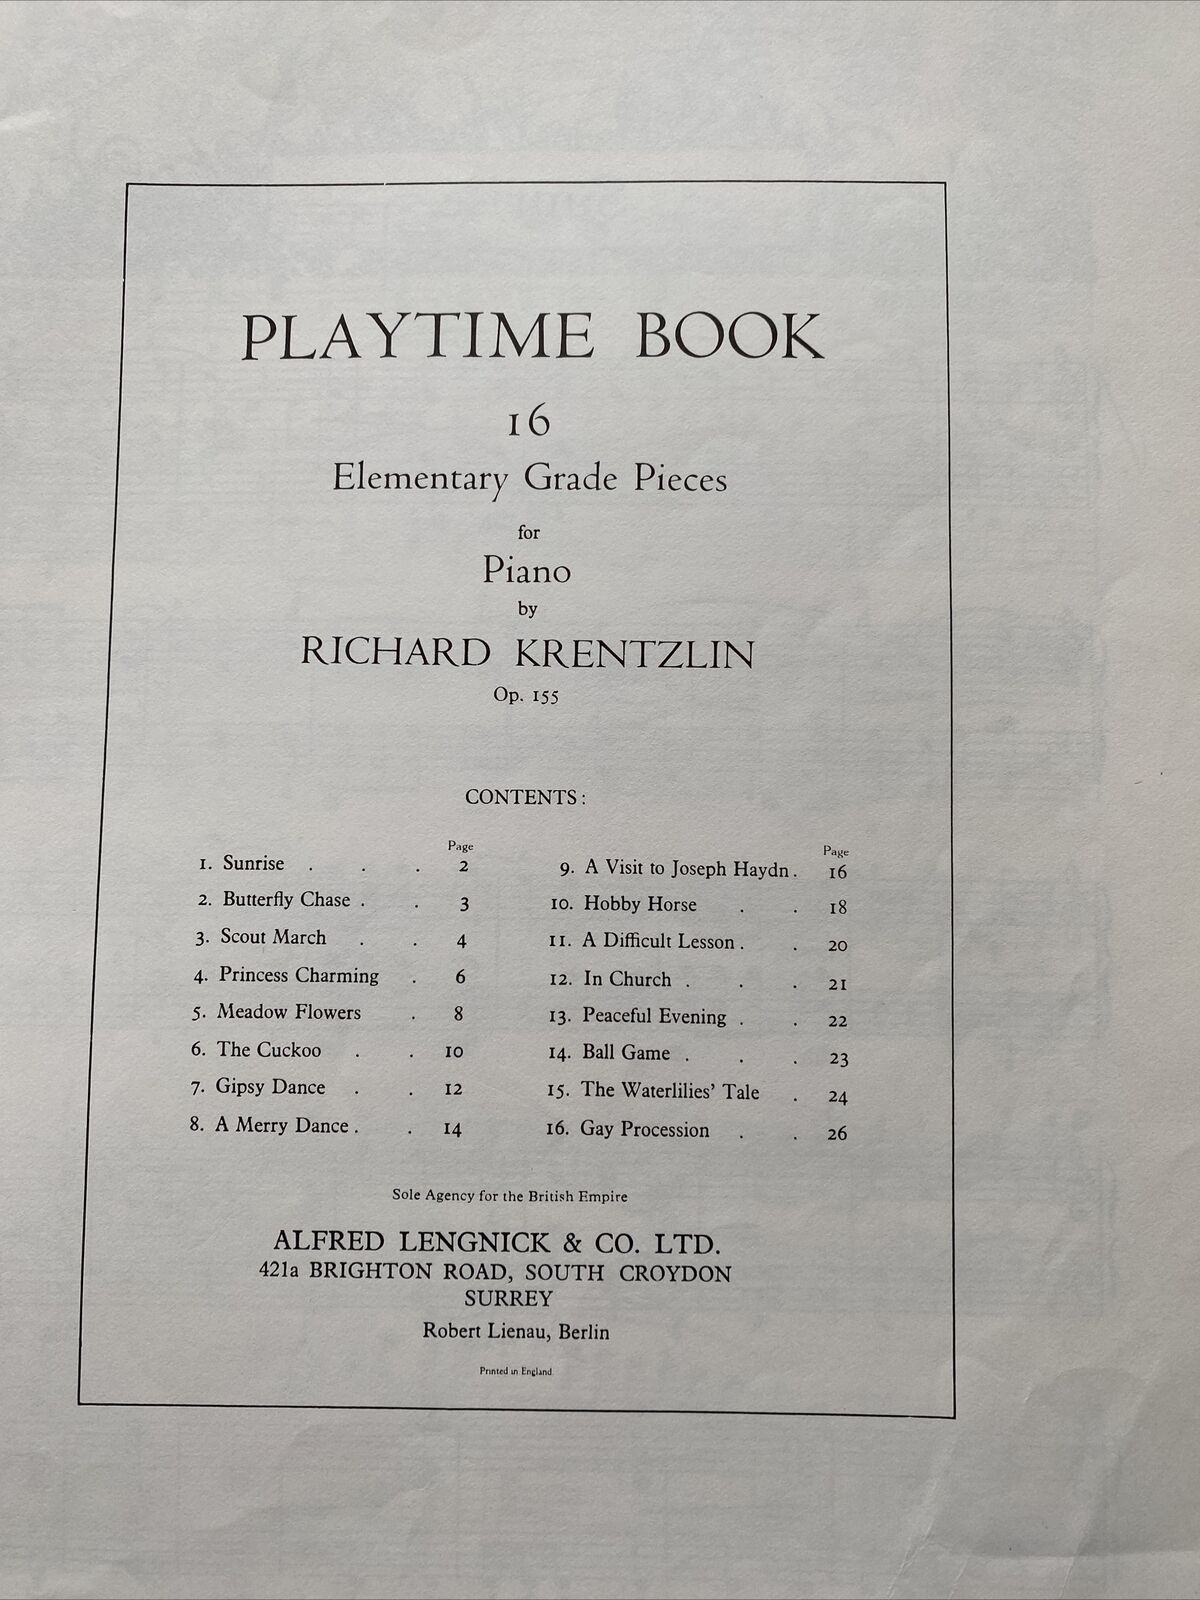 PLAYTIME BOOK
16
Elementary Grade Pieces
for
Piano
by
RICHARD KRENTZLIN
Op. 155
CONTENTS:
Page
1. Sunrise . . . 2
2. Butterfly Chase . . 3
3. Scout March . . 4
4. Princess Charming . 6
5. Meadow Flowers . 8
6. The Cuckoo . . 10
7. Gipsy Dance . . 12
8. A Merry Dance . . 14
Page
9. A Visit to Joseph Haydn . 16
10. Hobby Horse . . 18
11. A Difficult Lesson . . 20
12. In Church . . . 21
13. Peaceful Evening . . 22
14. Ball Game . . . 23
15. The Waterlilies' Tale . 24
16. Gay Procession . . 26
Sole Agency for the British Empire
ALFRED LENGNICK & CO. LTD.
421a BRIGHTON ROAD, SOUTH CROYDON
SURREY
Robert Lienau, Berlin
Printed in England